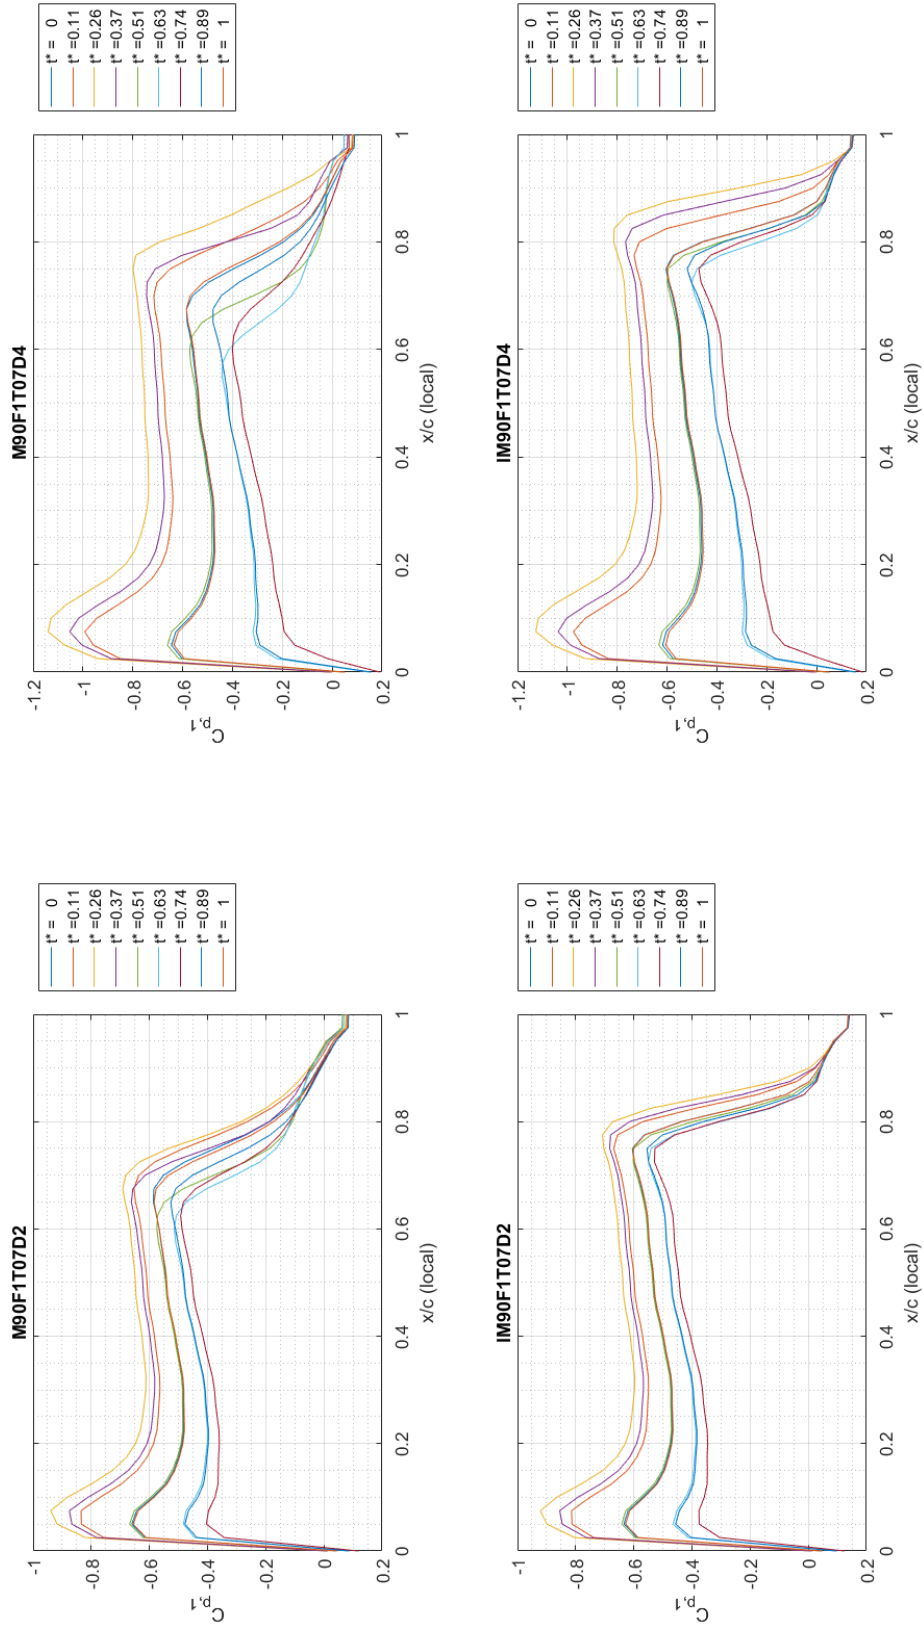 M90F1T07D2
-1
-0.8
-0.6
-0.4
-0.2
0
0.2
C p,1
0 0.2 0.4 0.6 0.8 1
x/c (local)
t* = 0
t* =0.11
t* =0.26
t* =0.37
t* =0.51
t* =0.63
t* =0.74
t* =0.89
t* = 1
M90F1T07D4
-1.2
-1
-0.8
-0.6
-0.4
-0.2
0
0.2
C p,1
0 0.2 0.4 0.6 0.8 1
x/c (local)
t* = 0
t* =0.11
t* =0.26
t* =0.37
t* =0.51
t* =0.63
t* =0.74
t* =0.89
t* = 1
IM90F1T07D2
-1
-0.8
-0.6
-0.4
-0.2
0
0.2
C p,1
0 0.2 0.4 0.6 0.8 1
x/c (local)
t* = 0
t* =0.11
t* =0.26
t* =0.37
t* =0.51
t* =0.63
t* =0.74
t* =0.89
t* = 1
IM90F1T07D4
-1.2
-1
-0.8
-0.6
-0.4
-0.2
0
0.2
C p,1
0 0.2 0.4 0.6 0.8 1
x/c (local)
t* = 0
t* =0.11
t* =0.26
t* =0.37
t* =0.51
t* =0.63
t* =0.74
t* =0.89
t* = 1